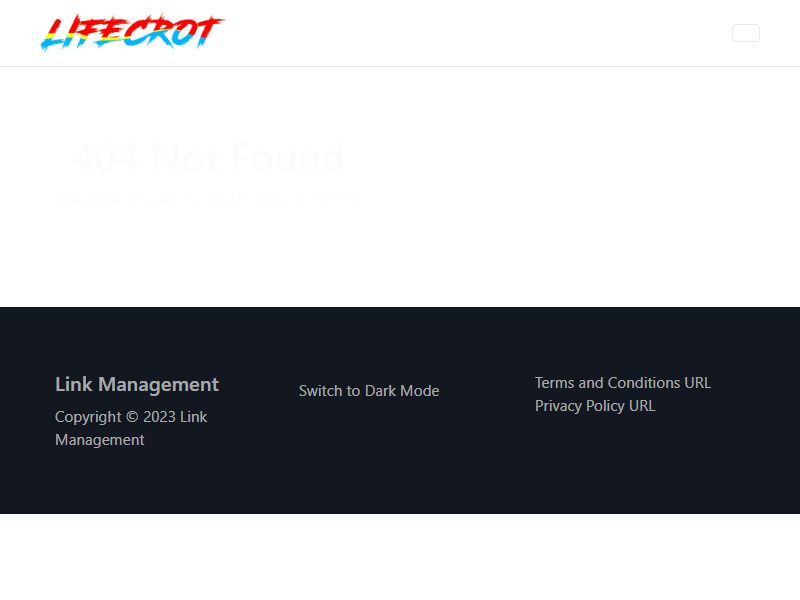 LIFECROT
404 Not Found
Link Management
Copyright © 2023 Link
Management
Switch to Dark Mode
Terms and Conditions URL
Privacy Policy URL